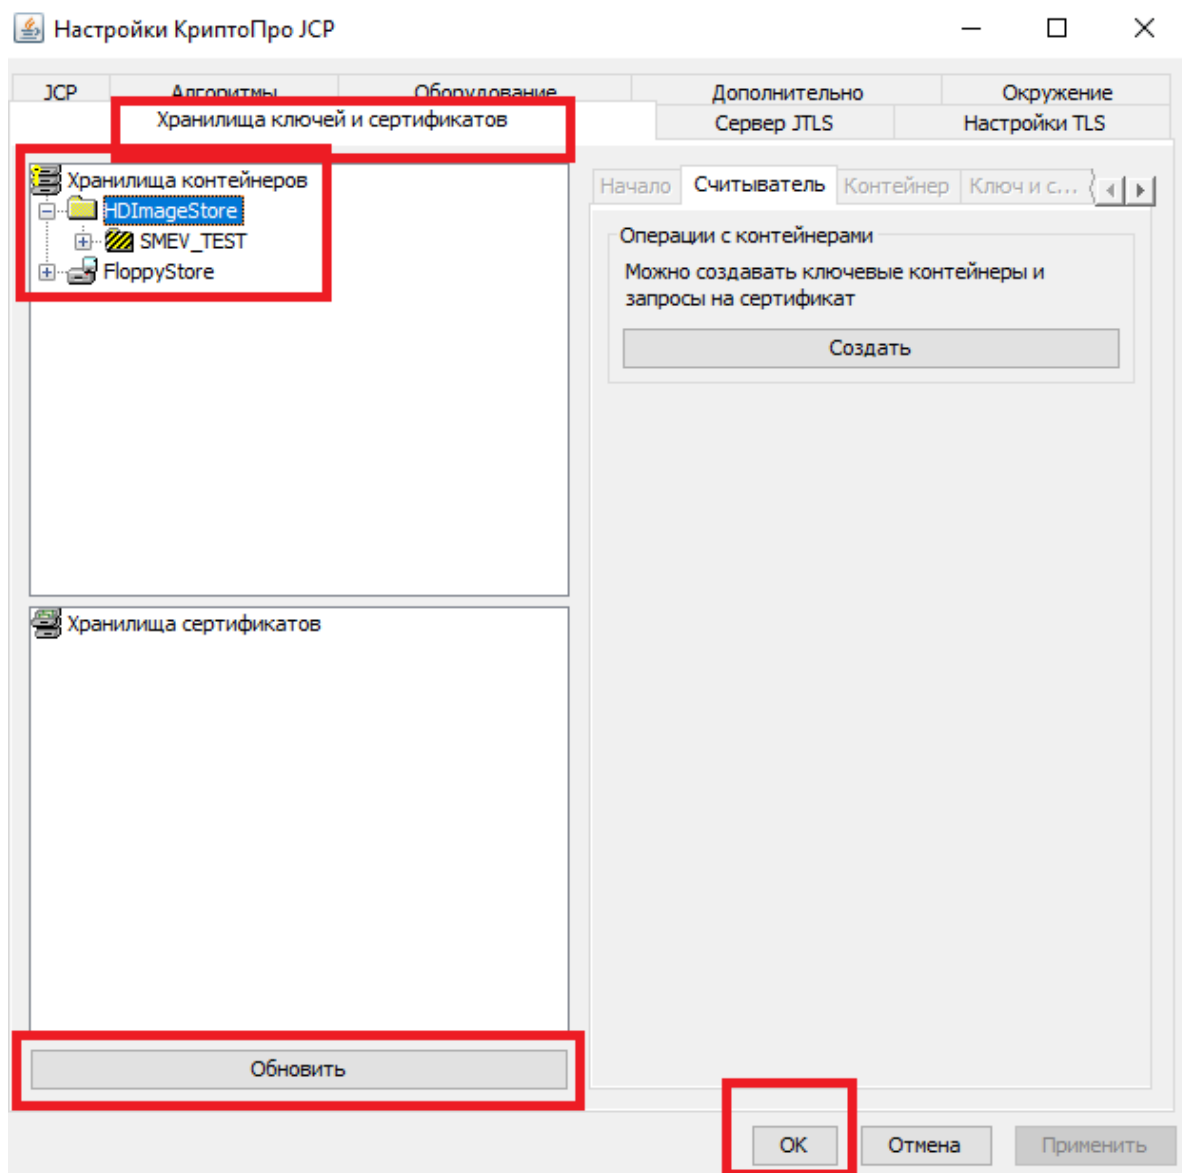 Настройки КриптоПро JCP
JCP Алгоритмы Оборудование Дополнительно Окружение
Хранилища ключей и сертификатов Сервер JTLS Настройки TLS
Хранилища контейнеров
HDImageStore
SMEV_TEST
FloppyStore
Начало Считыватель Контейнер Ключ и с...
Операции с контейнерами
Можно создавать ключевые контейнеры и
запросы на сертификат
Создать
Хранилища сертификатов
Обновить
OK Отмена Применить